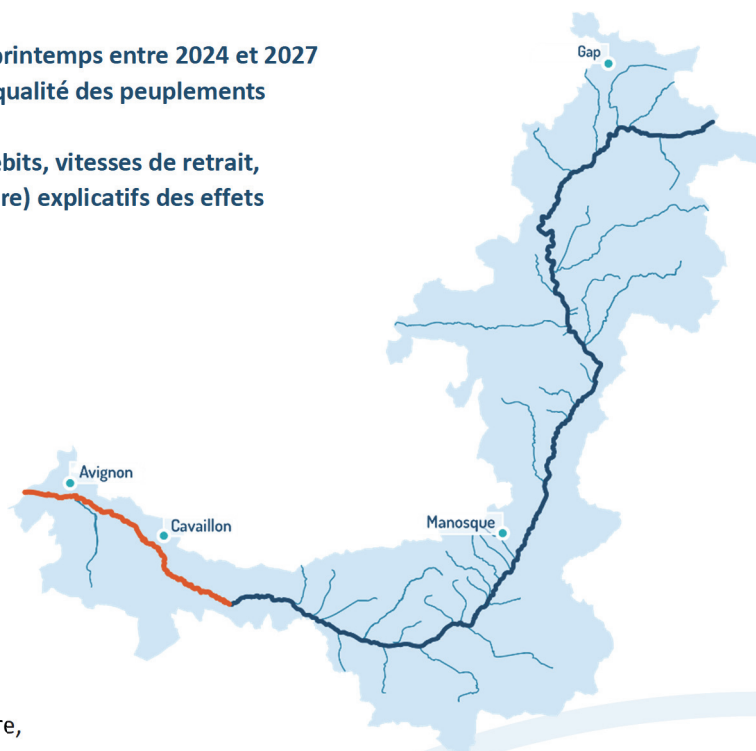 printemps entre 2024 et 2027
qualité des peuplements
ébits, vitesses de retrait,
re) explicatifs des effets
Gap
Avignon
Cavaillon
Manosque
re,